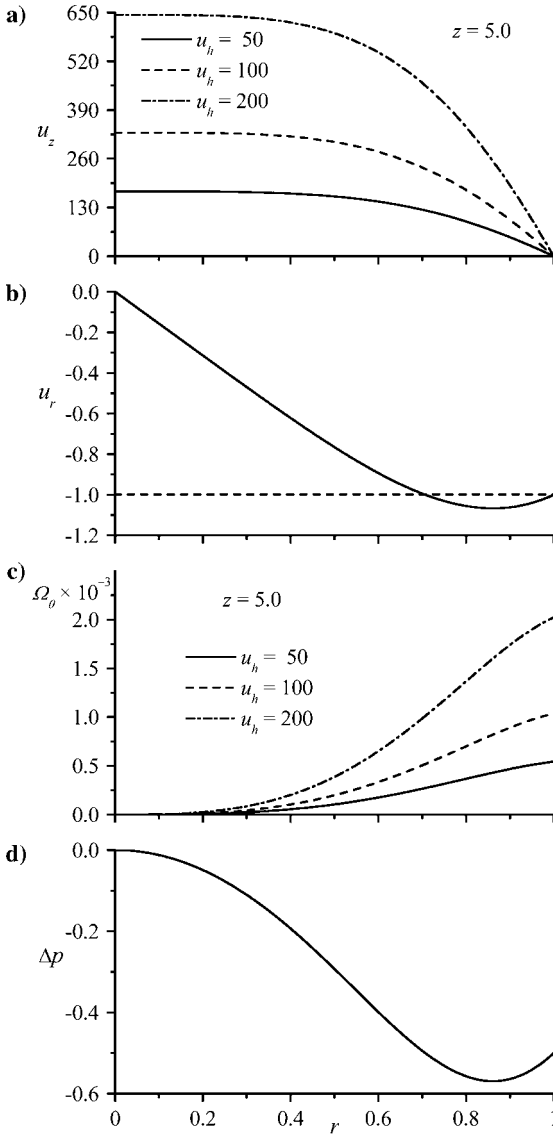 a)
650
520
390
260
130
0
u_z
z = 5.0
u_h = 50
u_h = 100
u_h = 200
b)
0.0
-0.2
-0.4
-0.6
-0.8
-1.0
-1.2
u_r
c)
Ω_θ × 10⁻³
2.0
1.5
1.0
0.5
0.0
z = 5.0
u_h = 50
u_h = 100
u_h = 200
d)
0.0
-0.2
-0.4
-0.6
Δp
0 0.2 0.4 0.6 0.8 1
r